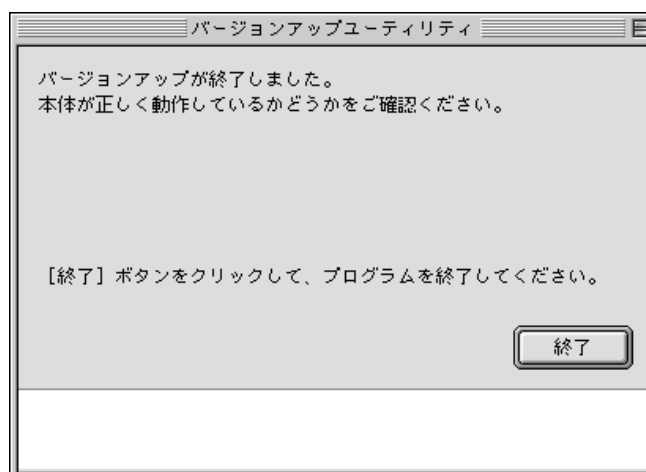 バージョンアップユーティリティ
バージョンアップが終了しました。
本体が正しく動作しているかどうかをご確認ください。
［終了］ボタンをクリックして、プログラムを終了してください。
終了